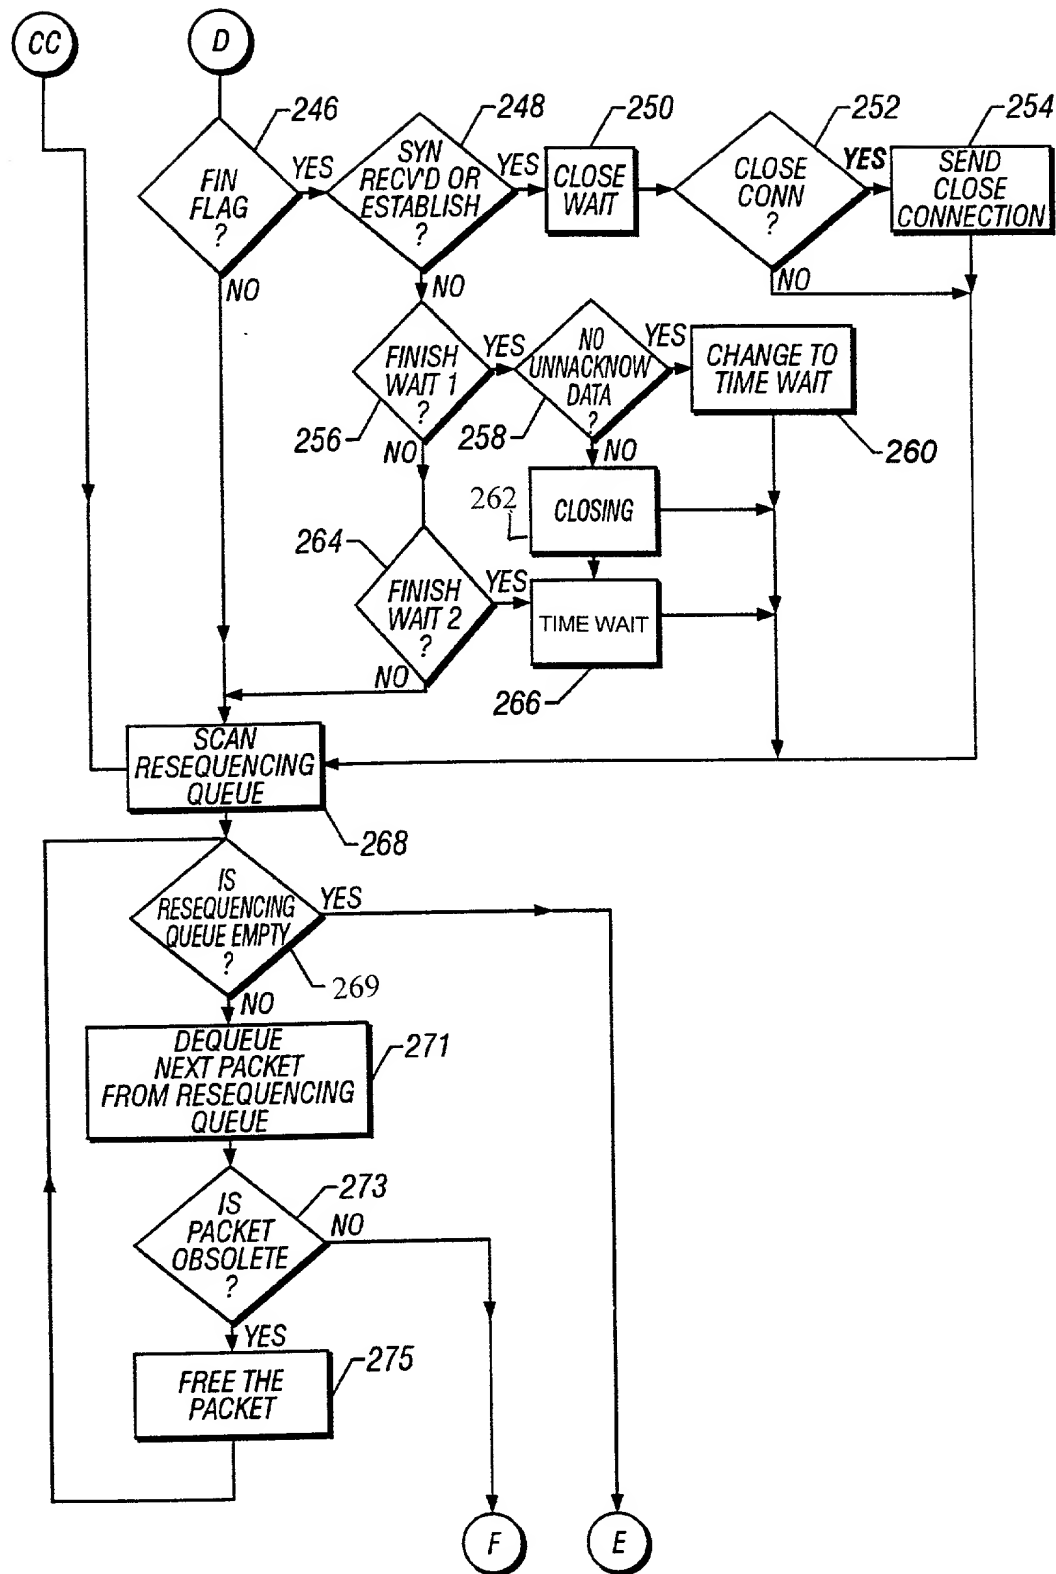 CC
D
246
248
250
252
254
FIN
FLAG
?
YES
SYN
RECV'D OR
ESTABLISH
?
YES
CLOSE
WAIT
CLOSE
CONN
?
YES
SEND
CLOSE
CONNECTION
NO
NO
NO
FINISH
WAIT 1
?
YES
256
NO
UNNACKNOW
DATA
?
YES
258
CHANGE TO
TIME WAIT
260
NO
NO
262
CLOSING
264
FINISH
WAIT 2
?
YES
TIME WAIT
266
NO
SCAN
RESEQUENCING
QUEUE
268
IS
RESEQUENCING
QUEUE EMPTY
?
YES
269
NO
DEQUEUE
NEXT PACKET
FROM RESEQUENCING
QUEUE
271
IS
PACKET
OBSOLETE
?
273
NO
YES
FREE THE
PACKET
275
F
E